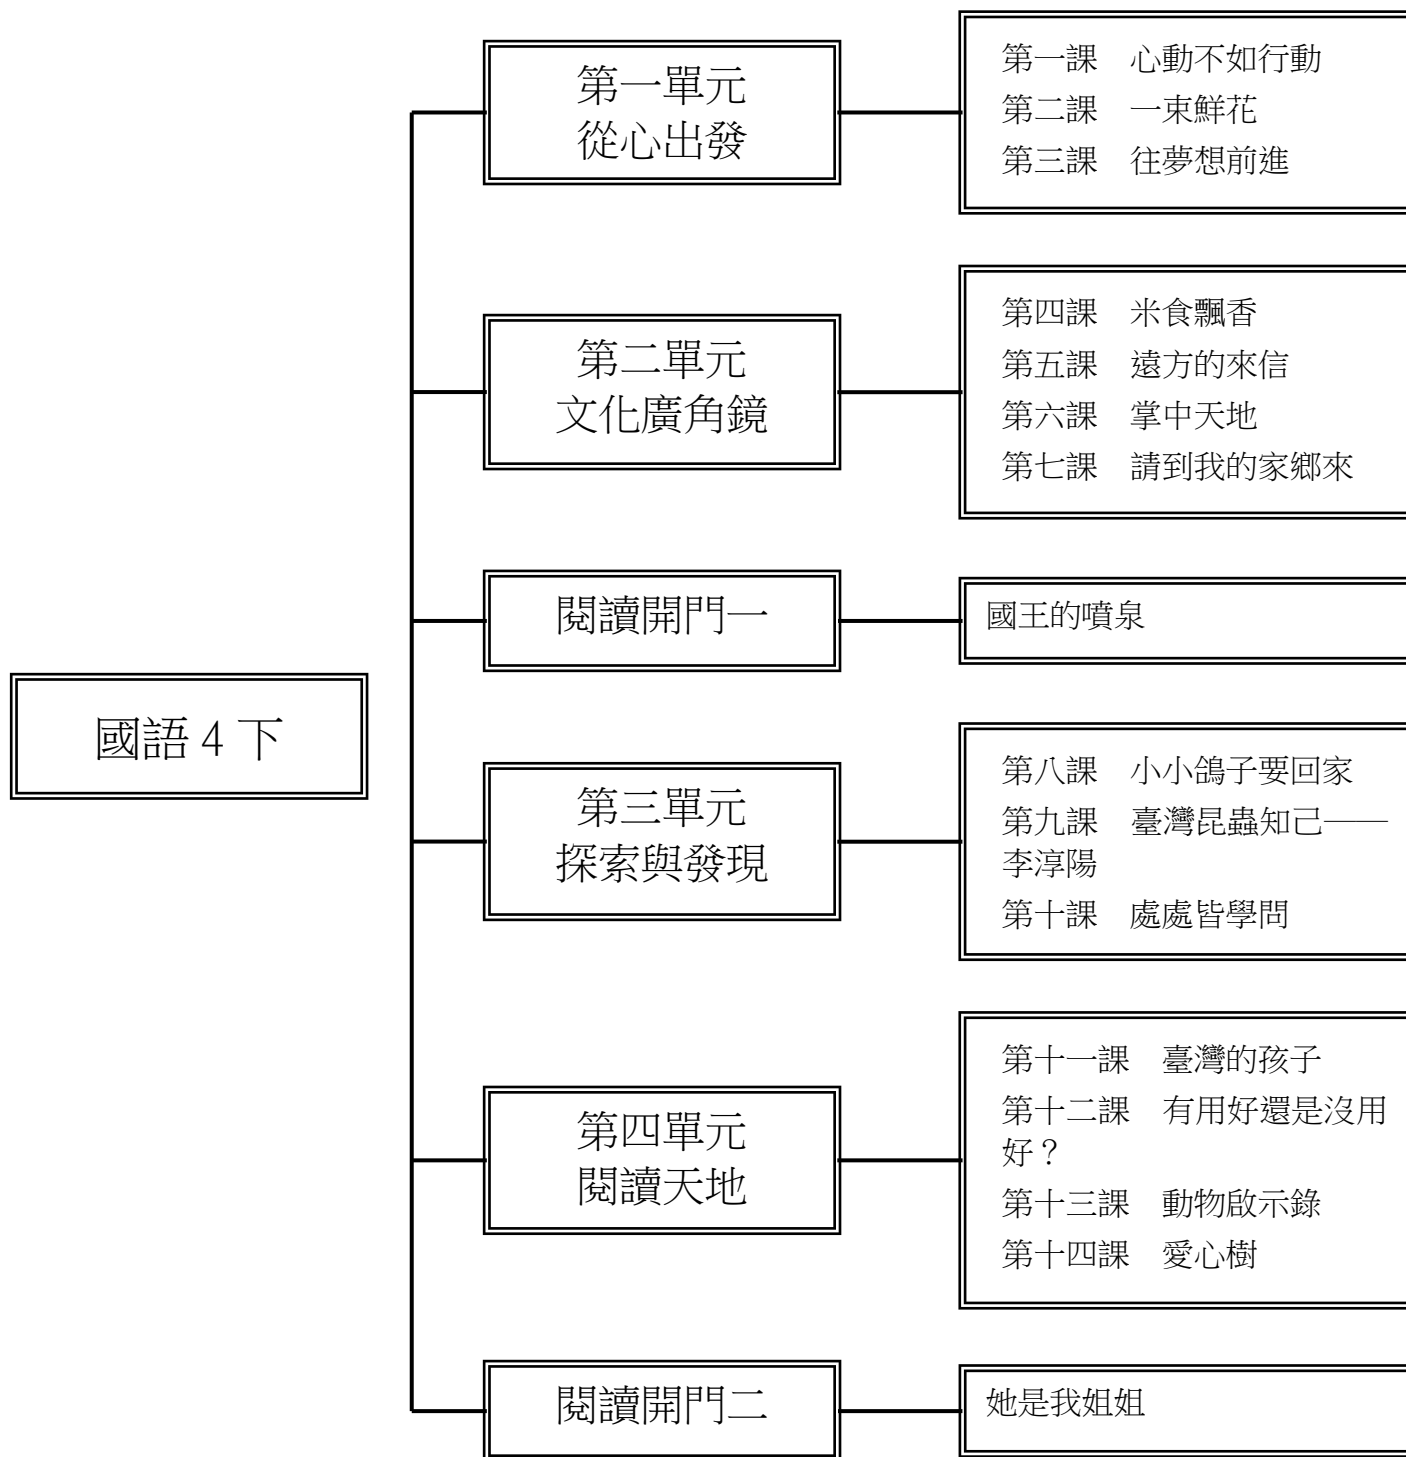 國語 4 下
第一單元
從心出發
第一課　心動不如行動
第二課　一束鮮花
第三課　往夢想前進
第二單元
文化廣角鏡
第四課　米食飄香
第五課　遠方的來信
第六課　掌中天地
第七課　請到我的家鄉來
閱讀開門一
國王的噴泉
第三單元
探索與發現
第八課　小小鴿子要回家
第九課　臺灣昆蟲知己——
李淳陽
第十課　處處皆學問
第四單元
閱讀天地
第十一課　臺灣的孩子
第十二課　有用好還是沒用
好？
第十三課　動物啟示錄
第十四課　愛心樹
閱讀開門二
她是我姐姐